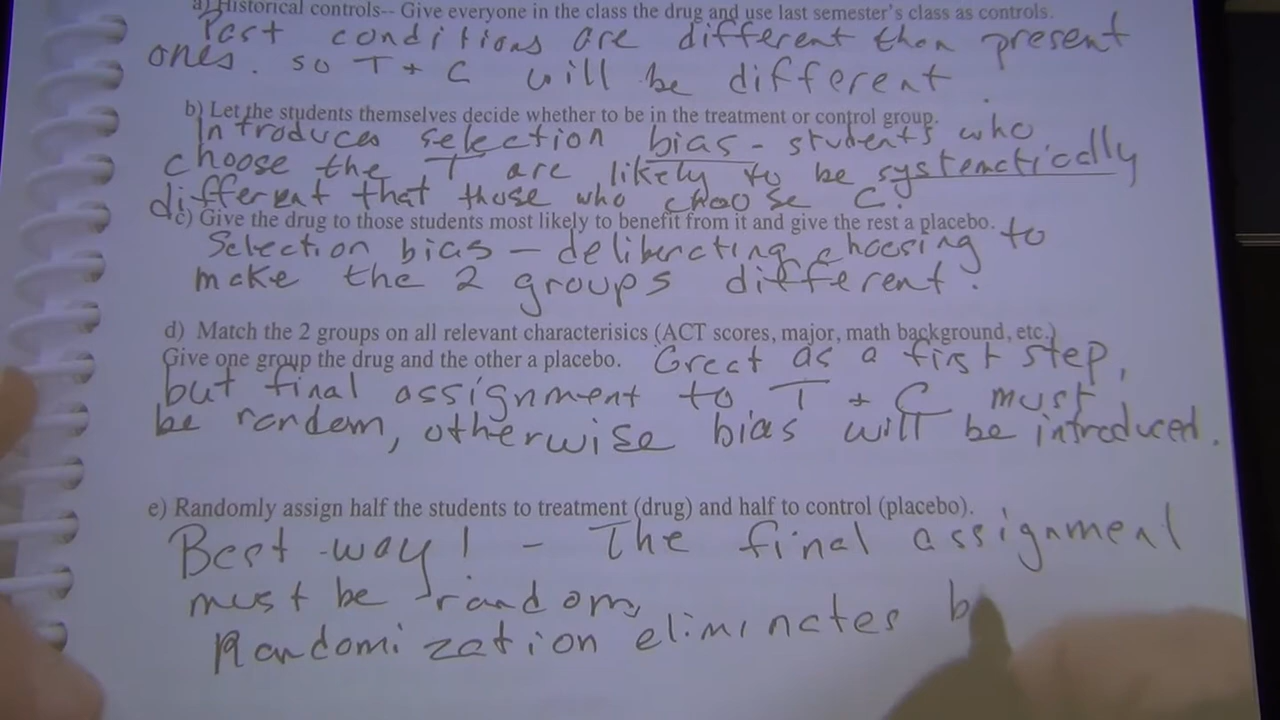 a) Historical controls-- Give everyone in the class the drug and use last semester's class as controls.
Past conditions are different than present
ones. so T + C will be different.
b) Let the students themselves decide whether to be in the treatment or control group.
Introduces selection bias - students who
choose the T are likely to be systematically
different that those who choose C.
c) Give the drug to those students most likely to benefit from it and give the rest a placebo.
Selection bias - deliberating choosing to
make the 2 groups different.
d) Match the 2 groups on all relevant characterisics (ACT scores, major, math background, etc.)
Give one group the drug and the other a placebo. Great as a first step,
but final assignment to T + C must
be random, otherwise bias will be introduced.
e) Randomly assign half the students to treatment (drug) and half to control (placebo).
Best way! - The final assignment
must be random,
Randomization eliminates b